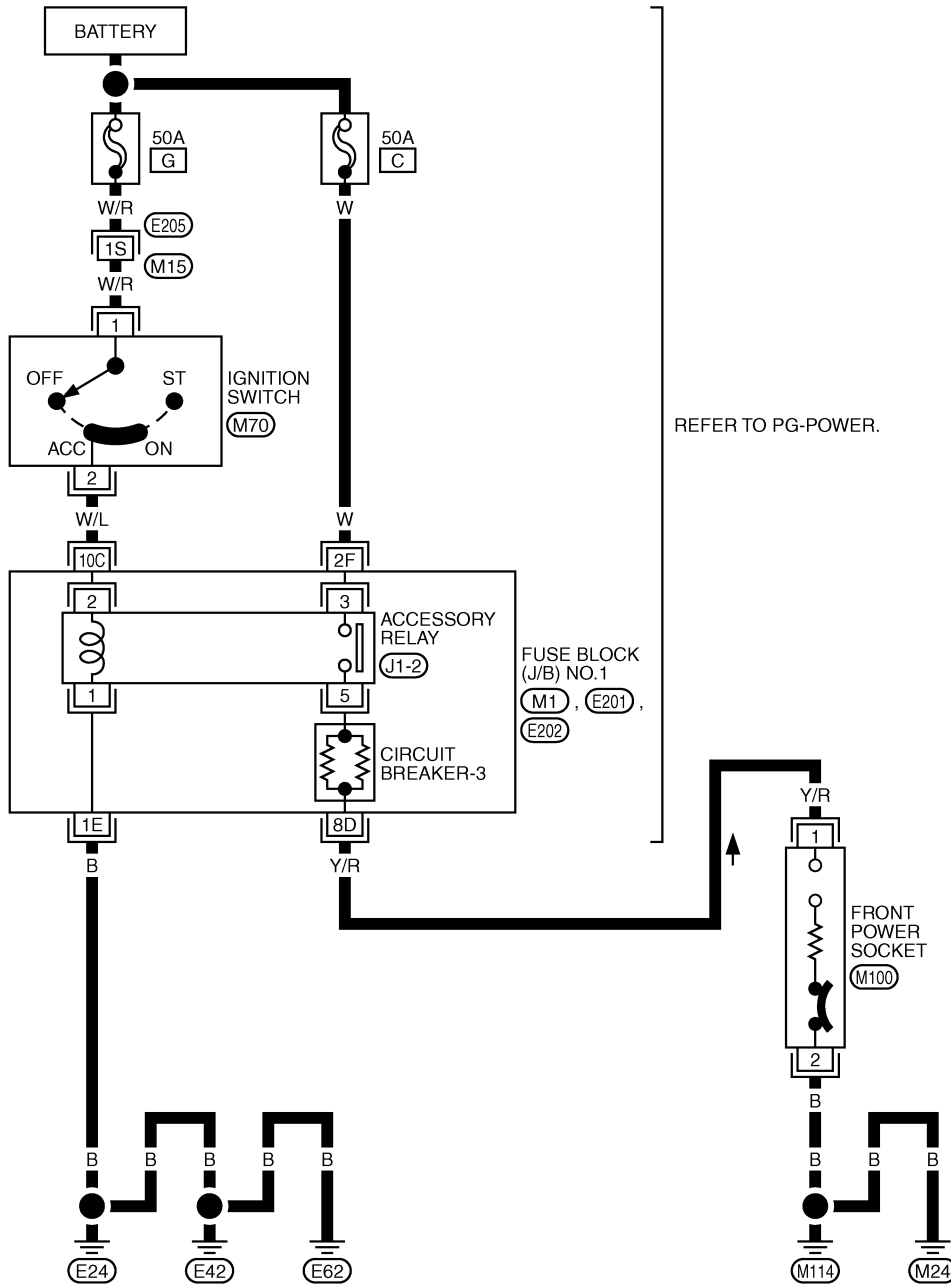 BATTERY
50A
G
50A
C
W/R
W
E205
1S
M15
W/R
1
OFF
ST
IGNITION
SWITCH
M70
ACC
ON
REFER TO PG-POWER.
2
W/L
W
10C
2F
2
3
ACCESSORY
RELAY
J1-2
1
5
FUSE BLOCK
(J/B) NO.1
M1 , E201 ,
E202
CIRCUIT
BREAKER-3
1E
8D
B
Y/R
Y/R
1
FRONT
POWER
SOCKET
M100
2
B
B
B
B
B
B
B
B
B
E24
E42
E62
M114
M24